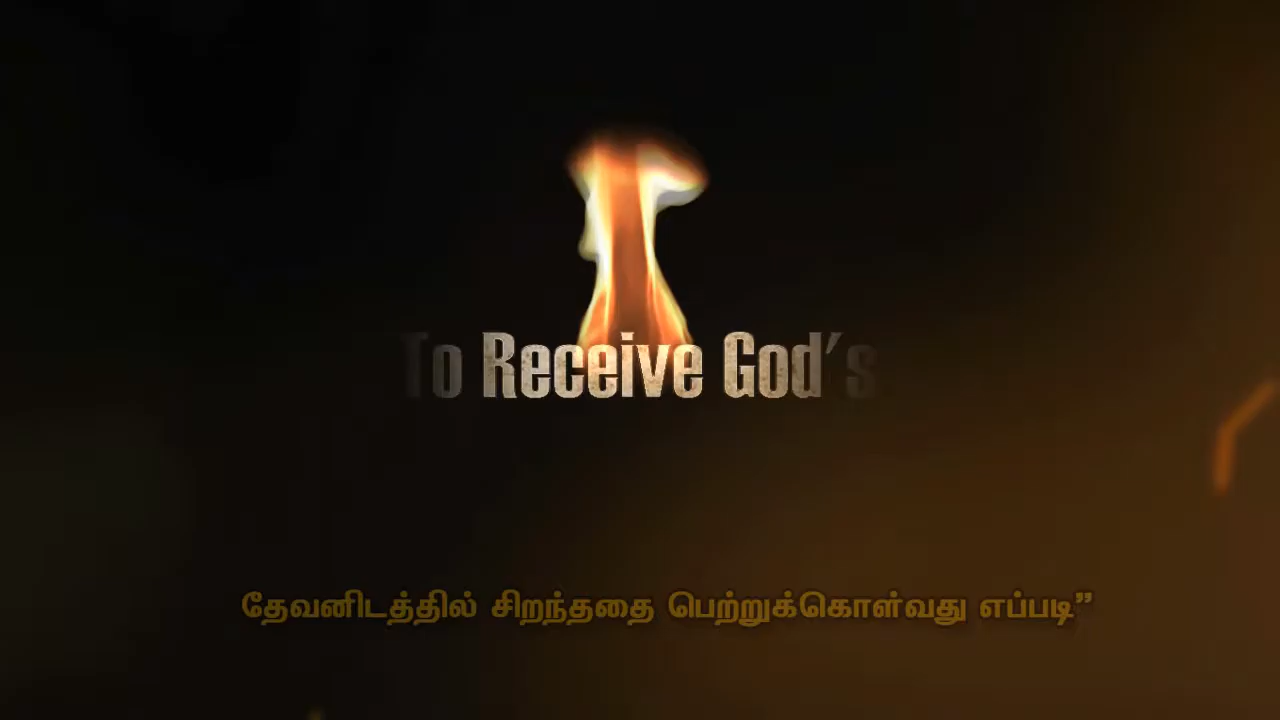 To Receive God's
தேவனிடத்தில் சிறந்ததை பெற்றுக்கொள்வது எப்படி”